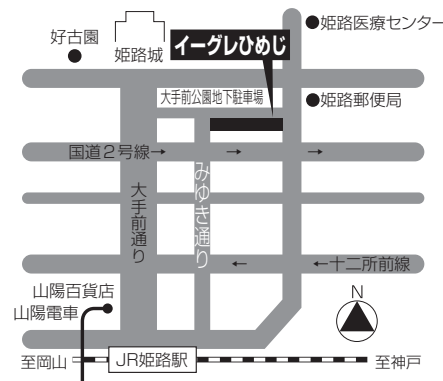 姫路医療センター
好古園
姫路城
イーグレひめじ
大手前公園地下駐車場
姫路郵便局
国道2号線→
→
→
大手前通り
みゆき通り
←
←十二所前線
山陽百貨店
山陽電車
N
至岡山
JR姫路駅
至神戸